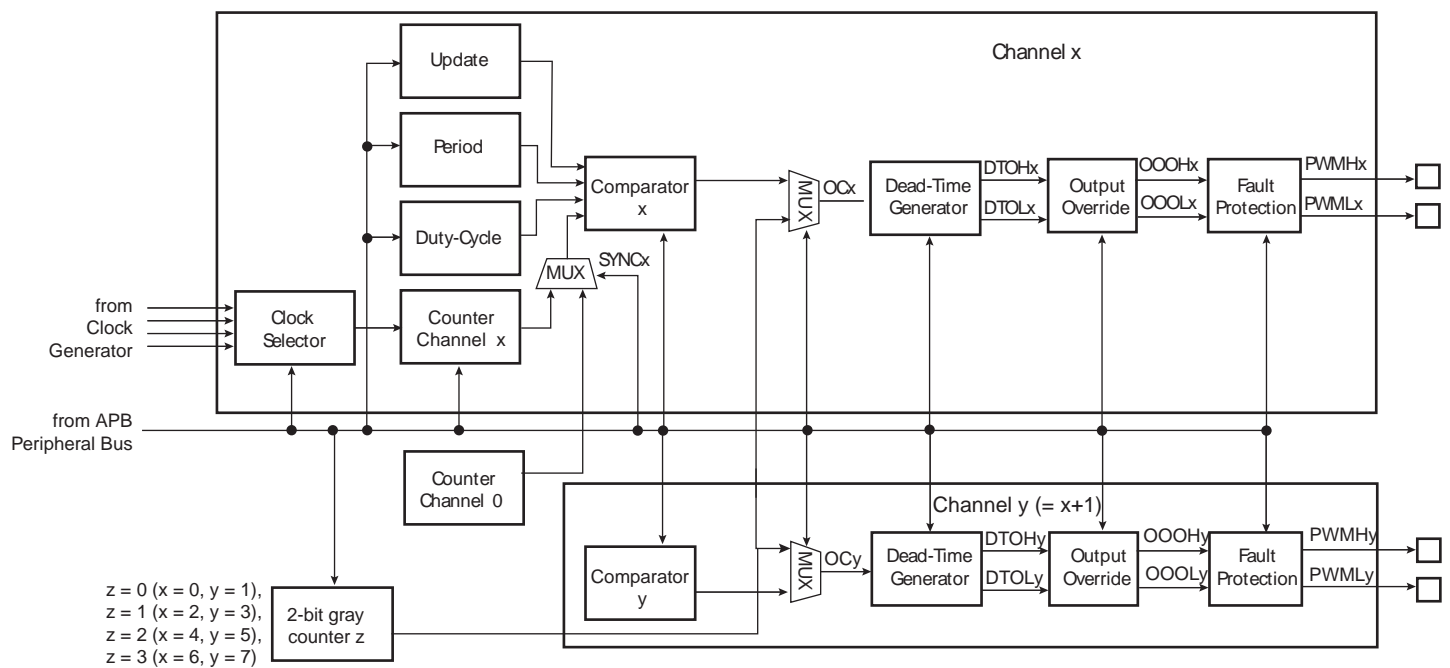 Channel x
Update
Period
Duty-Cycle
Comparator
x
MUX
SYNCx
MUX
OCx
Dead-Time
Generator
DTOHx
DTOLx
Output
Override
OOOHx
OOOLx
Fault
Protection
PWMHx
PWMLx
from
Clock
Generator
Clock
Selector
Counter
Channel x
from APB
Peripheral Bus
Counter
Channel 0
Channel y (= x+1)
Comparator
y
MUX
OCy
Dead-Time
Generator
DTOHy
DTOLy
Output
Override
OOOHy
OOOLy
Fault
Protection
PWMHy
PWMLy
z = 0 (x = 0, y = 1),
z = 1 (x = 2, y = 3),
z = 2 (x = 4, y = 5),
z = 3 (x = 6, y = 7)
2-bit gray
counter z